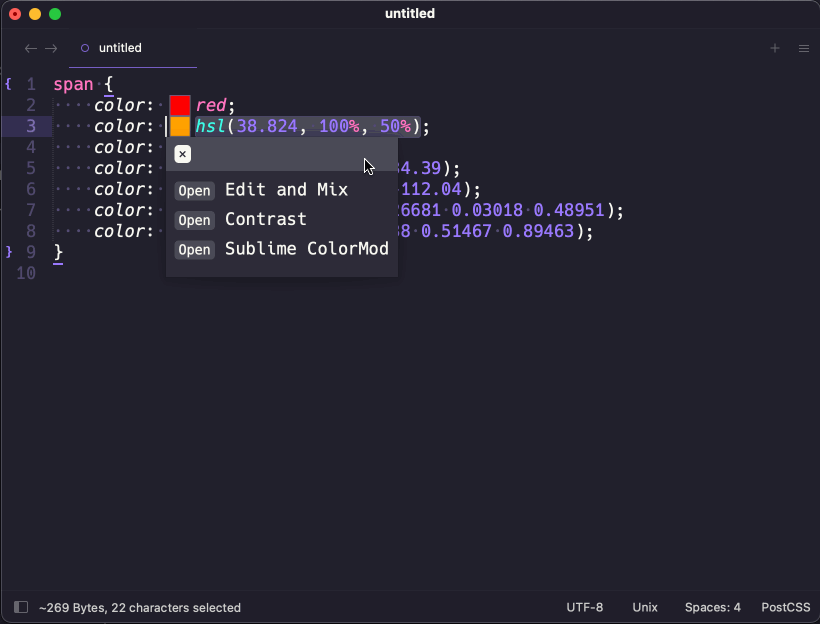 untitled
untitled
{ 1 span {
2 color: red;
3 color: hsl(38.824, 100%, 50%);
4 color:
×
5 color: 4.39);
Open Edit and Mix
6 color: 112.04);
7 color: 6681 0.03018 0.48951);
Open Contrast
8 color: 8 0.51467 0.89463);
Open Sublime ColorMod
} 9 }
10
~269 Bytes, 22 characters selected UTF-8 Unix Spaces: 4 PostCSS